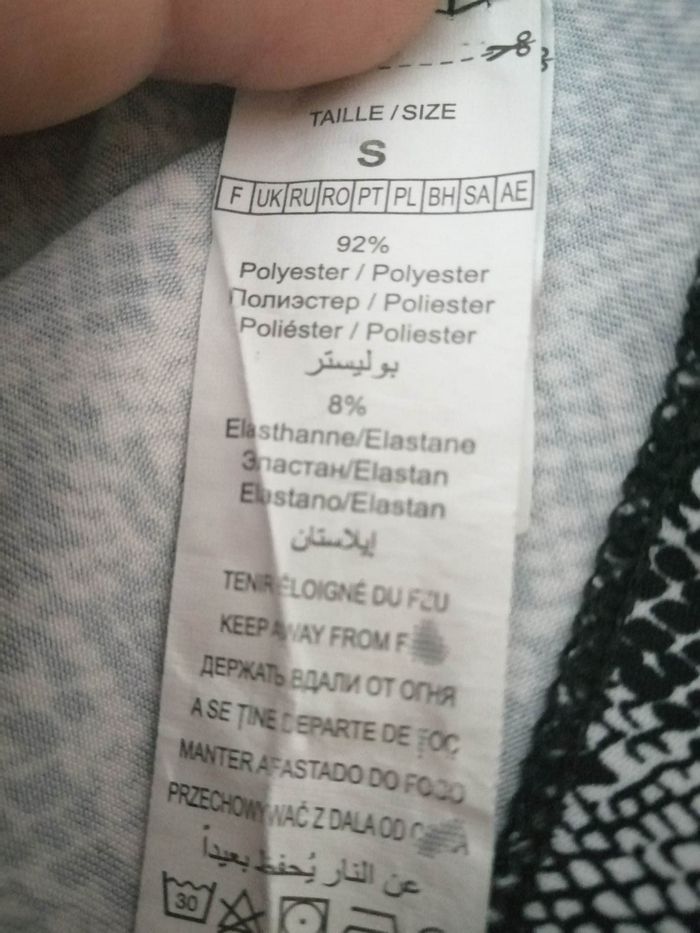 TAILLE / SIZE
S
F UK RU RO PT PL BH SA AE
92%
Polyester / Polyester
Полиэстер / Poliester
Poliéster / Poliester
بوليستر
8%
Elasthanne/Elastane
Эластан/Elastan
Elastano/Elastan
إيلاستان
TENIR ÉLOIGNÉ DU
KEEP AWAY FROM
ДЕРЖАТЬ ВДАЛИ ОТ ОГНЯ
A SE ȚINE DEPARTE DE FOC
MANTER AFASTADO DO FOGO
PRZECHOWYWAĆ Z DALA OD
عن النار يُحفظ بعيداً
30